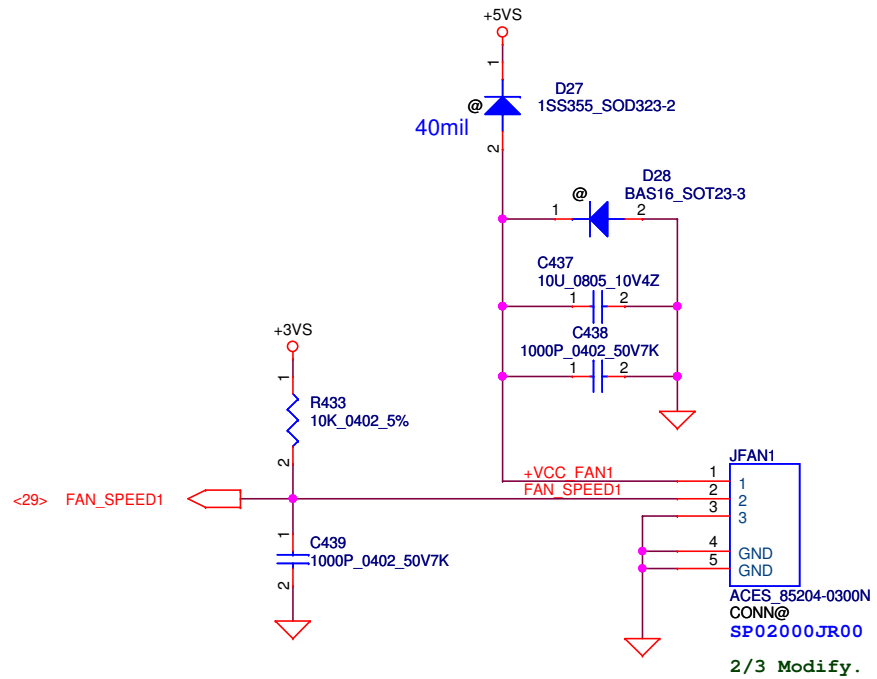 +5VS
1
D27
1SS355_SOD323-2
@
40mil
2
D28
BAS16_SOT23-3
@
1
2
C437
10U_0805_10V4Z
1
2
C438
1000P_0402_50V7K
1
2
+3VS
1
R433
10K_0402_5%
2
JFAN1
+VCC_FAN1
1
1
<29>
FAN_SPEED1
FAN_SPEED1
2
2
3
3
1
C439
1000P_0402_50V7K
2
4
GND
5
GND
ACES_85204-0300N
CONN@
SP02000JR00
2/3 Modify.